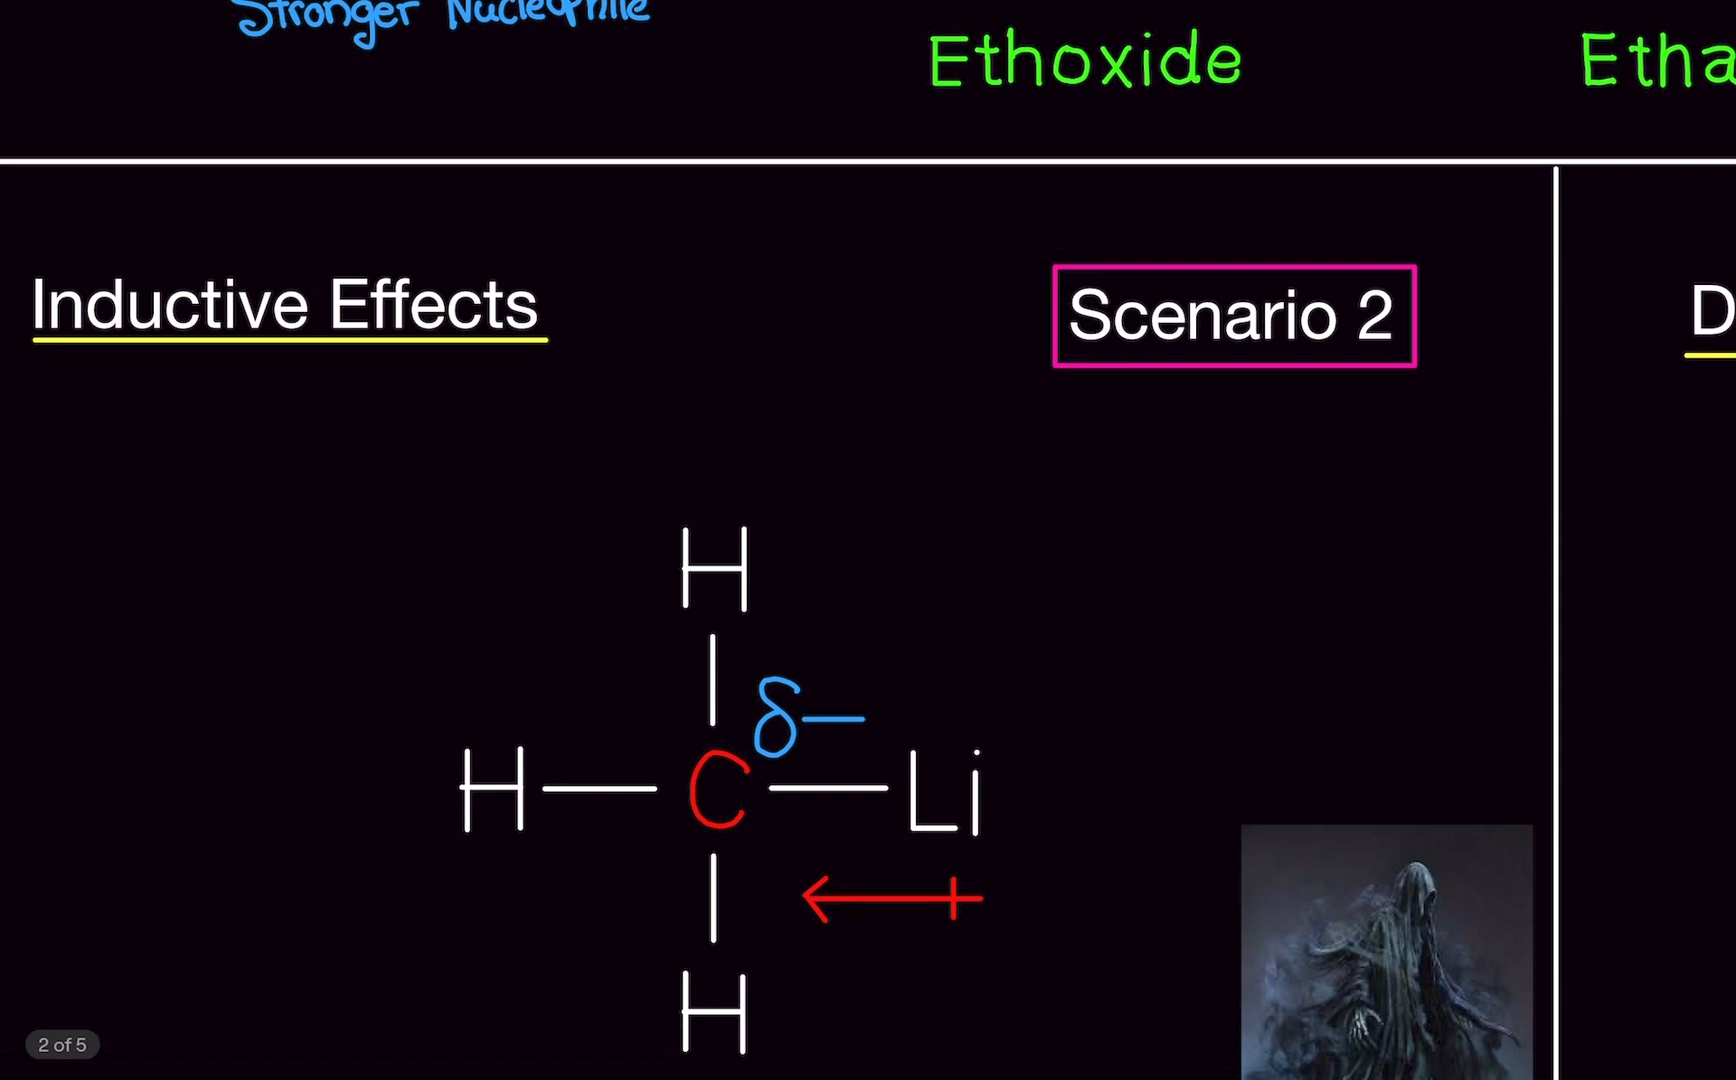 Stronger Nucleophile
Ethoxide
Etha
Inductive Effects
Scenario 2
D
H
δ−
H — C — Li
H
2 of 5